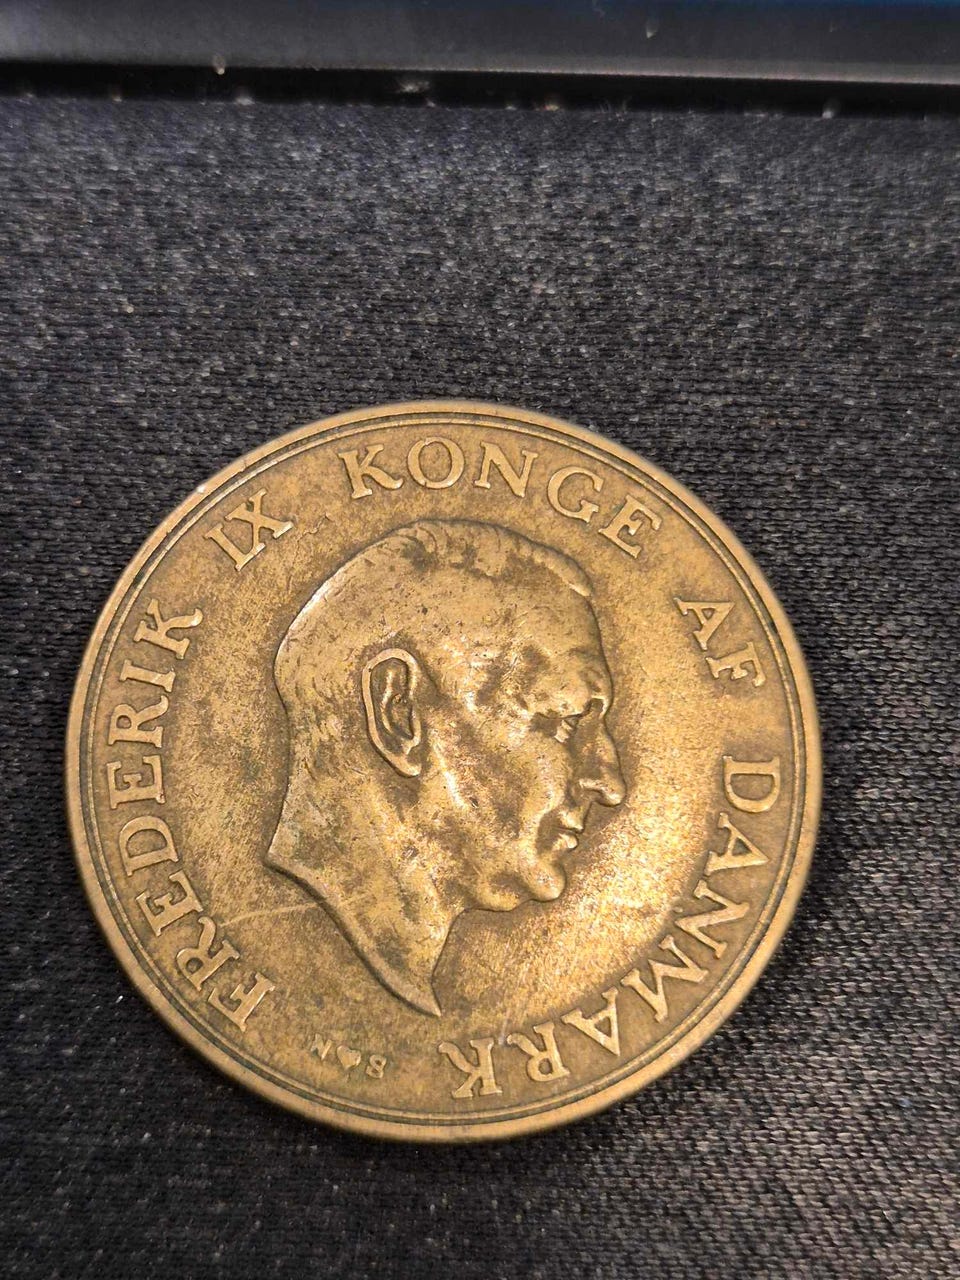 FREDERIK IX KONGE AF DANMARK
N♥S